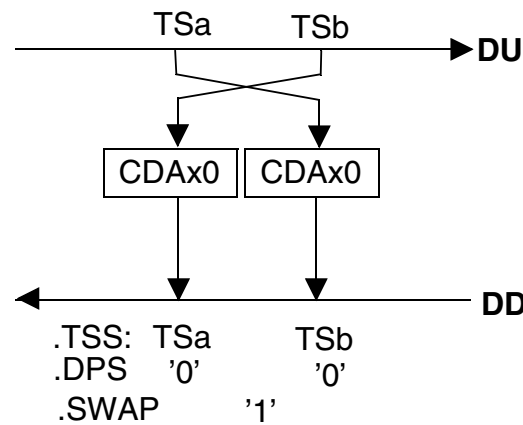 TSa TSb
DU
CDAx0 CDAx0
DD
.TSS: TSa TSb
.DPS '0' '0'
.SWAP '1'